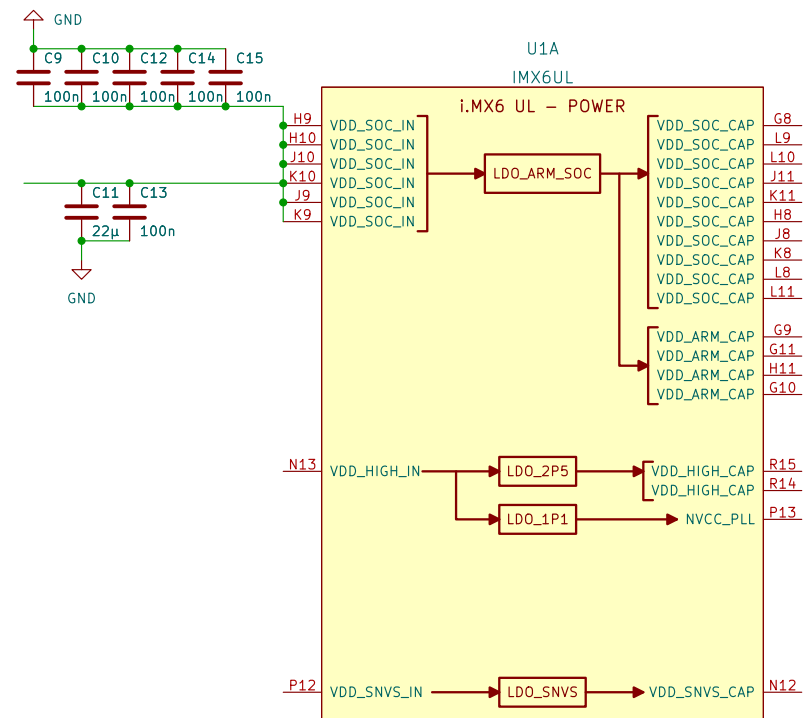 GND
C9 C10 C12 C14 C15
100n 100n 100n 100n 100n
U1A
IMX6UL
i.MX6 UL – POWER
H9 VDD_SOC_IN
H10 VDD_SOC_IN
J10 VDD_SOC_IN
K10 VDD_SOC_IN
J9 VDD_SOC_IN
K9 VDD_SOC_IN
C11 C13
22µ 100n
GND
LDO_ARM_SOC
VDD_SOC_CAP G8
VDD_SOC_CAP L9
VDD_SOC_CAP L10
VDD_SOC_CAP J11
VDD_SOC_CAP K11
VDD_SOC_CAP H8
VDD_SOC_CAP J8
VDD_SOC_CAP K8
VDD_SOC_CAP L8
VDD_SOC_CAP L11
VDD_ARM_CAP G9
VDD_ARM_CAP G11
VDD_ARM_CAP H11
VDD_ARM_CAP G10
N13 VDD_HIGH_IN LDO_2P5 VDD_HIGH_CAP R15
VDD_HIGH_CAP R14
LDO_1P1 NVCC_PLL P13
P12 VDD_SNVS_IN LDO_SNVS VDD_SNVS_CAP N12